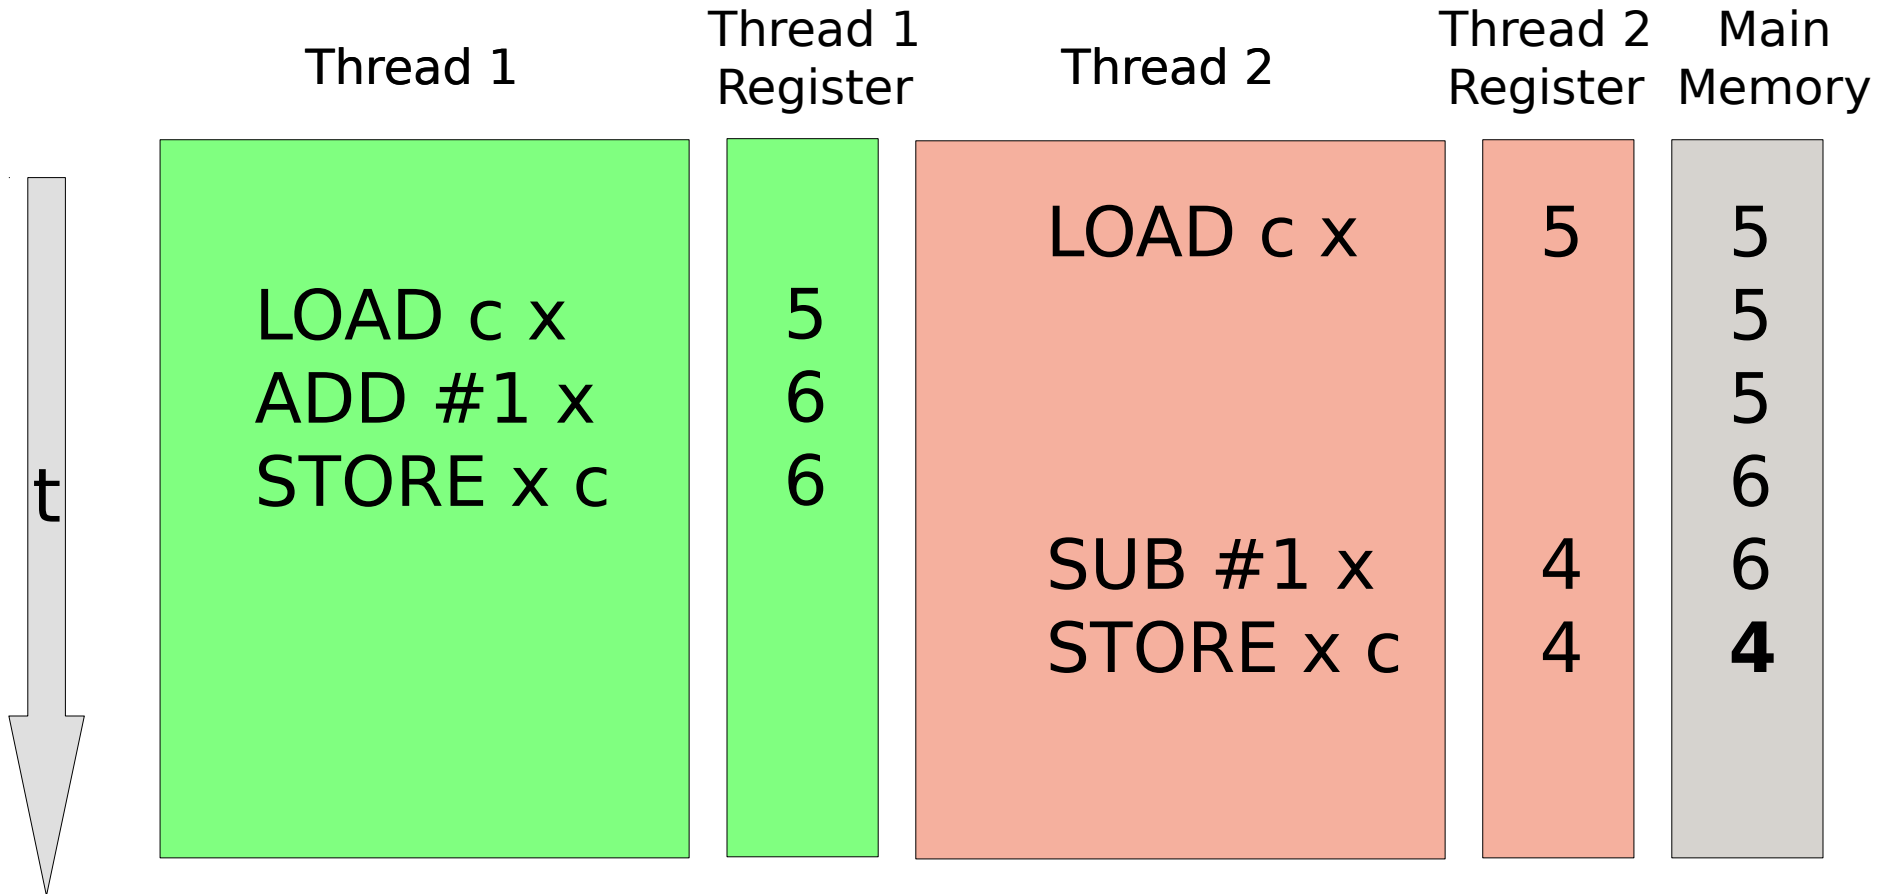 Thread 1
Thread 1
Register
Thread 2
Thread 2
Register
Main
Memory
t
LOAD c x 5 5
LOAD c x 5 5
ADD #1 x 6 5
STORE x c 6 6
SUB #1 x 4 6
STORE x c 4 4